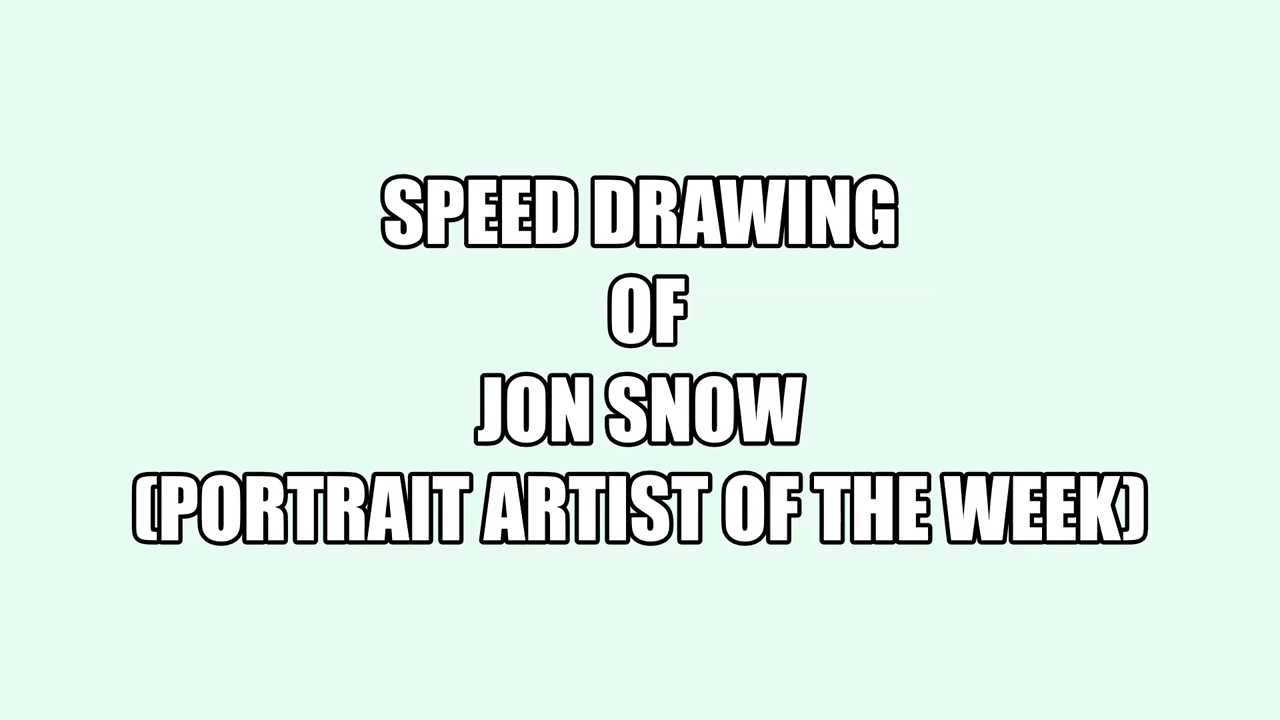 SPEED DRAWING
OF
JON SNOW
(PORTRAIT ARTIST OF THE WEEK)